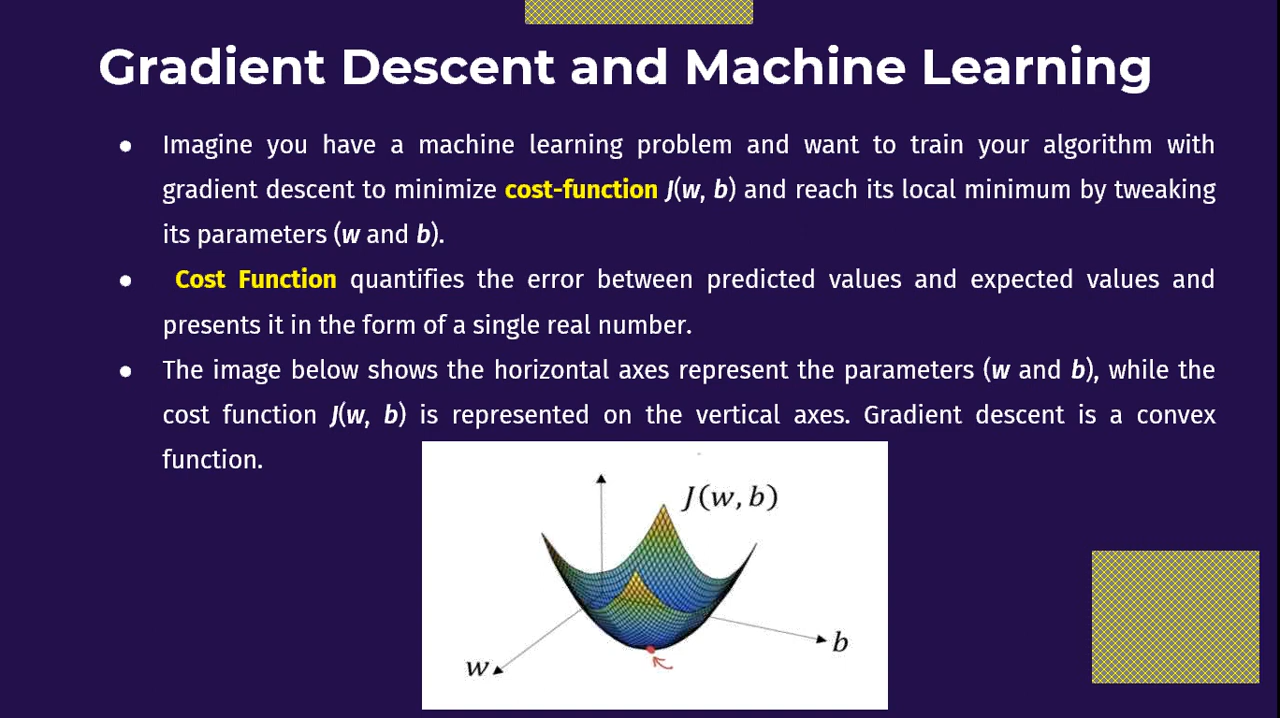 Gradient Descent and Machine Learning
● Imagine you have a machine learning problem and want to train your algorithm with
gradient descent to minimize cost-function J(w, b) and reach its local minimum by tweaking
its parameters (w and b).
● Cost Function quantifies the error between predicted values and expected values and
presents it in the form of a single real number.
● The image below shows the horizontal axes represent the parameters (w and b), while the
cost function J(w, b) is represented on the vertical axes. Gradient descent is a convex
function.
J(w, b)
b
w